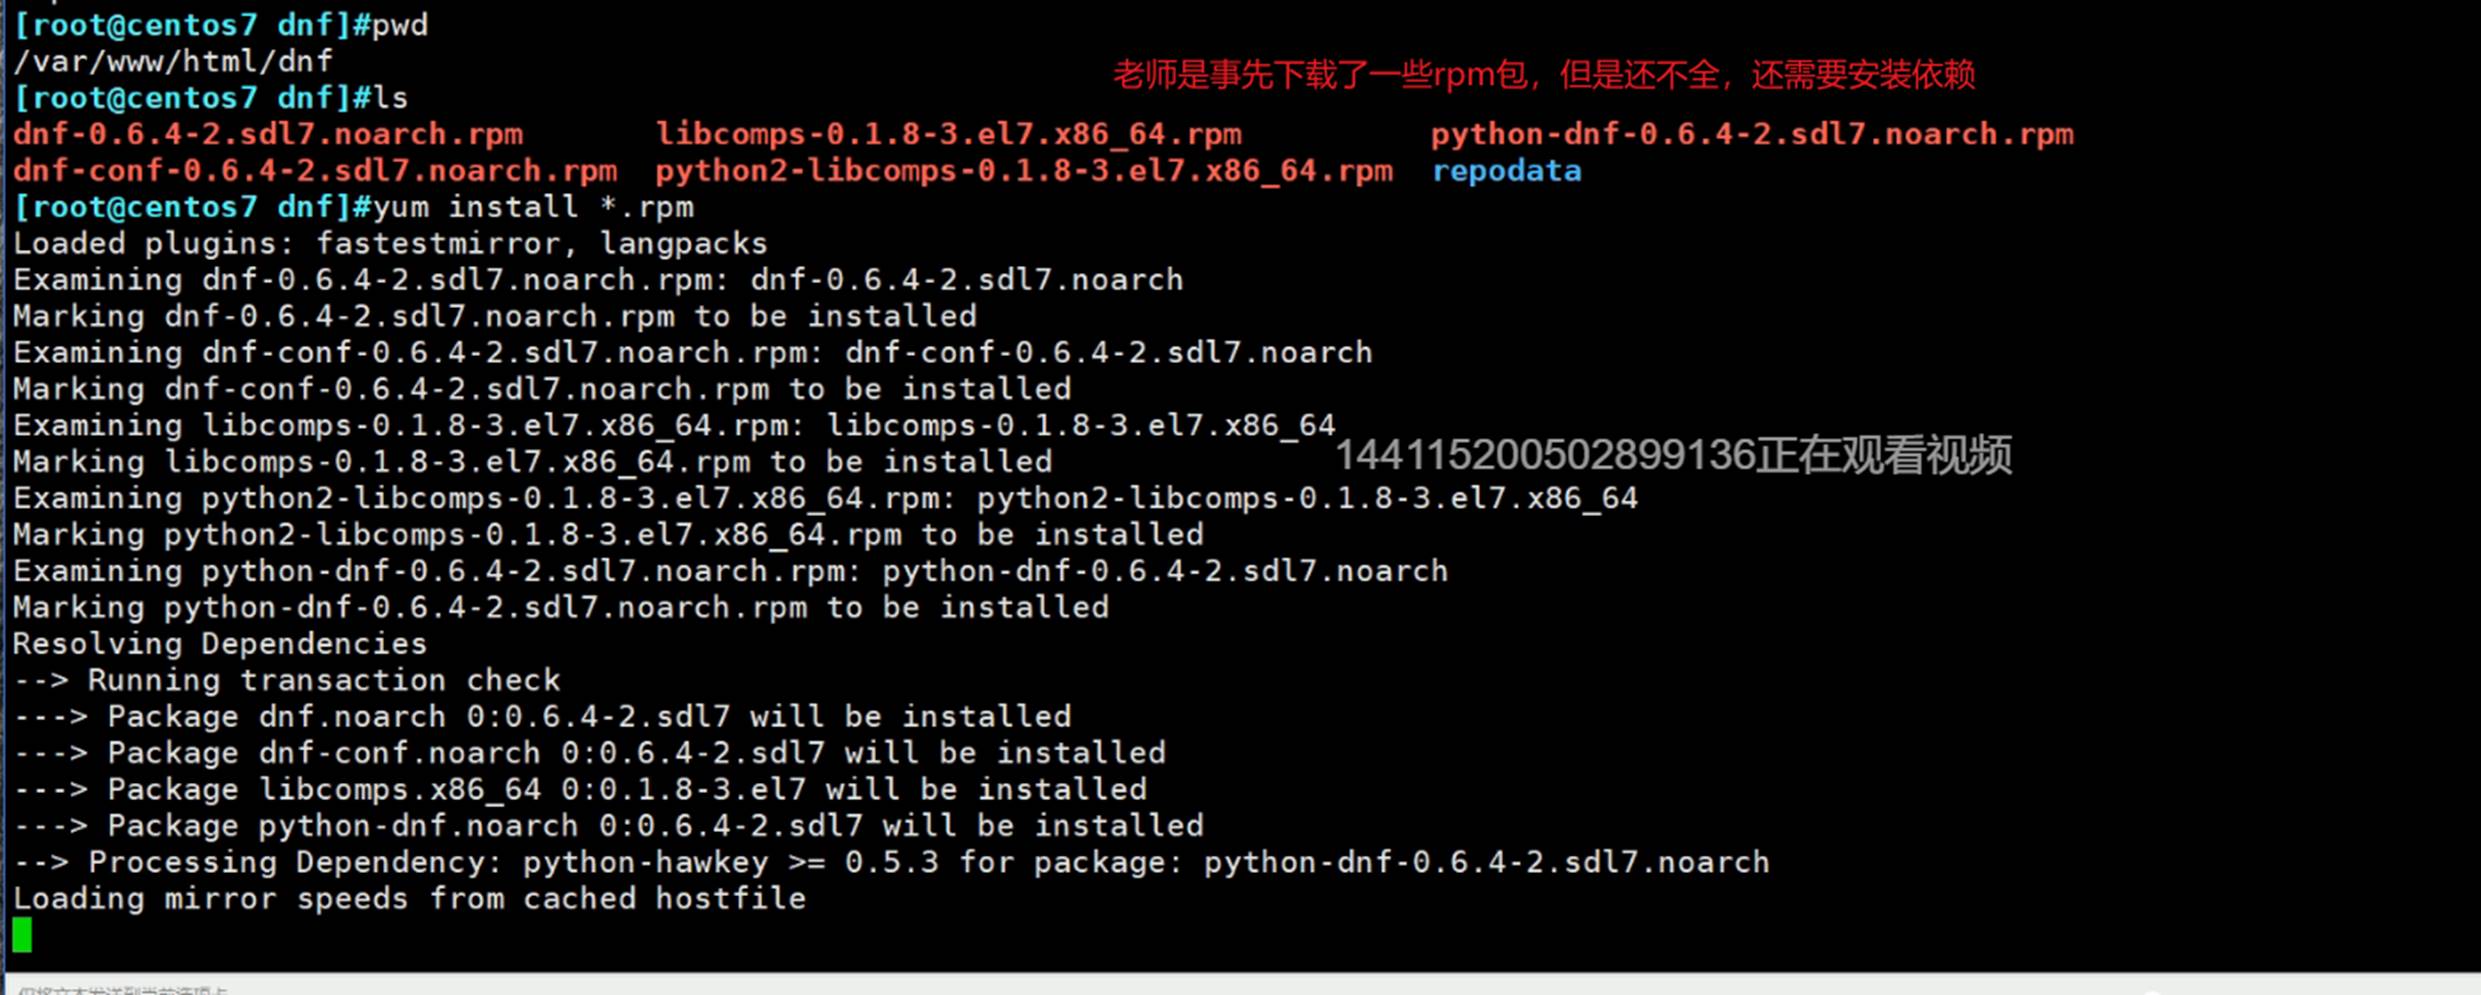 [root@centos7 dnf]#pwd
/var/www/html/dnf
老师是事先下载了一些rpm包，但是还不全，还需要安装依赖
[root@centos7 dnf]#ls
dnf-0.6.4-2.sdl7.noarch.rpm libcomps-0.1.8-3.el7.x86_64.rpm python-dnf-0.6.4-2.sdl7.noarch.rpm
dnf-conf-0.6.4-2.sdl7.noarch.rpm python2-libcomps-0.1.8-3.el7.x86_64.rpm repodata
[root@centos7 dnf]#yum install *.rpm
Loaded plugins: fastestmirror, langpacks
Examining dnf-0.6.4-2.sdl7.noarch.rpm: dnf-0.6.4-2.sdl7.noarch
Marking dnf-0.6.4-2.sdl7.noarch.rpm to be installed
Examining dnf-conf-0.6.4-2.sdl7.noarch.rpm: dnf-conf-0.6.4-2.sdl7.noarch
Marking dnf-conf-0.6.4-2.sdl7.noarch.rpm to be installed
Examining libcomps-0.1.8-3.el7.x86_64.rpm: libcomps-0.1.8-3.el7.x86_64
144115200502899136正在观看视频
Marking libcomps-0.1.8-3.el7.x86_64.rpm to be installed
Examining python2-libcomps-0.1.8-3.el7.x86_64.rpm: python2-libcomps-0.1.8-3.el7.x86_64
Marking python2-libcomps-0.1.8-3.el7.x86_64.rpm to be installed
Examining python-dnf-0.6.4-2.sdl7.noarch.rpm: python-dnf-0.6.4-2.sdl7.noarch
Marking python-dnf-0.6.4-2.sdl7.noarch.rpm to be installed
Resolving Dependencies
--> Running transaction check
---> Package dnf.noarch 0:0.6.4-2.sdl7 will be installed
---> Package dnf-conf.noarch 0:0.6.4-2.sdl7 will be installed
---> Package libcomps.x86_64 0:0.1.8-3.el7 will be installed
---> Package python-dnf.noarch 0:0.6.4-2.sdl7 will be installed
--> Processing Dependency: python-hawkey >= 0.5.3 for package: python-dnf-0.6.4-2.sdl7.noarch
Loading mirror speeds from cached hostfile